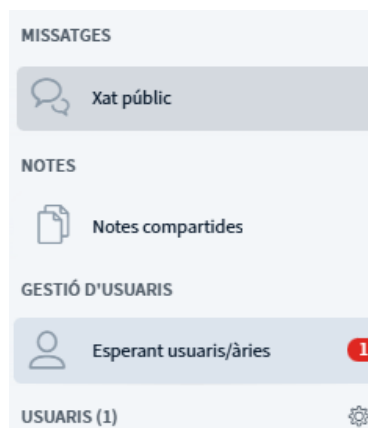 MISSATGES
Xat públic
NOTES
Notes compartides
GESTIÓ D'USUARIS
Esperant usuaris/àries 1
USUARIS (1)